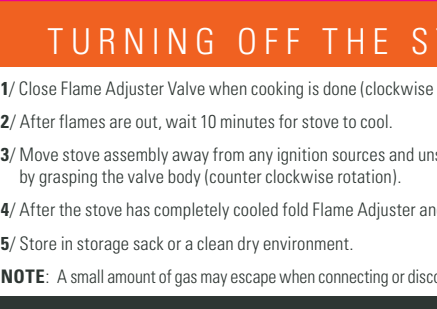 TURNING OFF THE
1/ Close Flame Adjuster Valve when cooking is done (clockwise
2/ After flames are out, wait 10 minutes for stove to cool.
3/ Move stove assembly away from any ignition sources and
by grasping the valve body (counter clockwise rotation).
4/ After the stove has completely cooled fold Flame Adjuster
5/ Store in storage sack or a clean dry environment.
NOTE: A small amount of gas may escape when connecting or